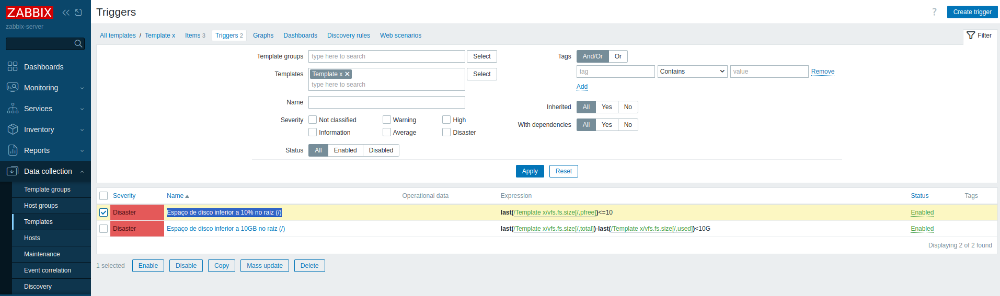 ZABBIX
zabbix-server
Dashboards
Monitoring
Services
Inventory
Reports
Data collection
Template groups
Host groups
Templates
Hosts
Maintenance
Event correlation
Discovery
Triggers
? Create trigger
All templates / Template x Items 3 Triggers 2 Graphs Dashboards Discovery rules Web scenarios
Filter
Template groups type here to search Select
Templates Template x type here to search Select
Name
Severity Not classified Warning High
Information Average Disaster
Status All Enabled Disabled
Tags And/Or Or
tag Contains value Remove
Add
Inherited All Yes No
With dependencies All Yes No
Apply Reset
Severity Name Operational data Expression Status Tags
Disaster Espaço de disco inferior a 10% no raiz (/) last(/Template x/vfs.fs.size[/,pfree])<=10 Enabled
Disaster Espaço de disco inferior a 10GB no raiz (/) last(/Template x/vfs.fs.size[/,total])-last(/Template x/vfs.fs.size[/,used])<10G Enabled
Displaying 2 of 2 found
1 selected Enable Disable Copy Mass update Delete